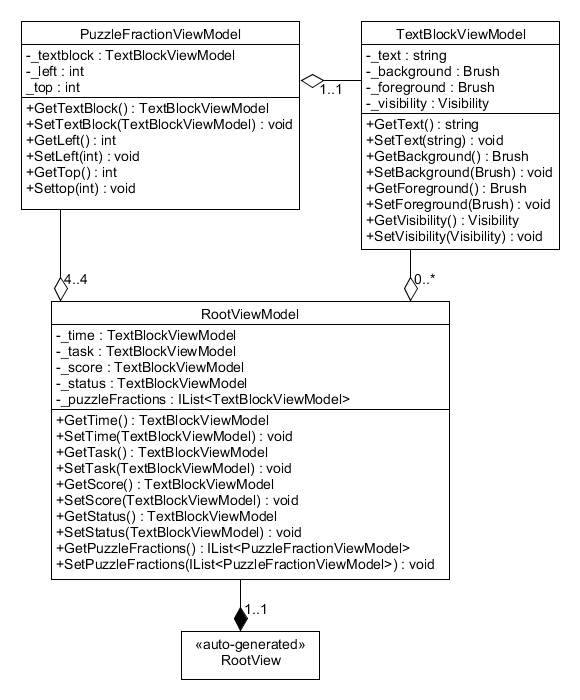 PuzzleFractionViewModel
-_textblock : TextBlockViewModel
-_left : int
_top : int
+GetTextBlock() : TextBlockViewModel
+SetTextBlock(TextBlockViewModel) : void
+GetLeft() : int
+SetLeft(int) : void
+GetTop() : int
+Settop(int) : void
1..1
TextBlockViewModel
-_text : string
-_background : Brush
-_foreground : Brush
-_visibility : Visibility
+GetText() : string
+SetText(string) : void
+GetBackground() : Brush
+SetBackground(Brush) : void
+GetForeground() : Brush
+SetForeground(Brush) : void
+GetVisibility() : Visibility
+SetVisibility(Visibility) : void
4..4
0..*
RootViewModel
-_time : TextBlockViewModel
-_task : TextBlockViewModel
-_score : TextBlockViewModel
-_status : TextBlockViewModel
-_puzzleFractions : IList<TextBlockViewModel>
+GetTime() : TextBlockViewModel
+SetTime(TextBlockViewModel) : void
+GetTask() : TextBlockViewModel
+SetTask(TextBlockViewModel) : void
+GetScore() : TextBlockViewModel
+SetScore(TextBlockViewModel) : void
+GetStatus() : TextBlockViewModel
+SetStatus(TextBlockViewModel) : void
+GetPuzzleFractions() : IList<PuzzleFractionViewModel>
+SetPuzzleFractions(IList<PuzzleFractionViewModel>) : void
1..1
«auto-generated»
RootView